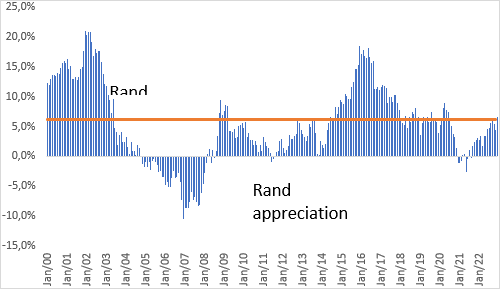 25,0%
20,0%
15,0%
10,0%
5,0%
0,0%
-5,0%
-10,0%
-15,0%
Rand
Rand
appreciation
Jan/00
Jan/01
Jan/02
Jan/03
Jan/04
Jan/05
Jan/06
Jan/07
Jan/08
Jan/09
Jan/10
Jan/11
Jan/12
Jan/13
Jan/14
Jan/15
Jan/16
Jan/17
Jan/18
Jan/19
Jan/20
Jan/21
Jan/22